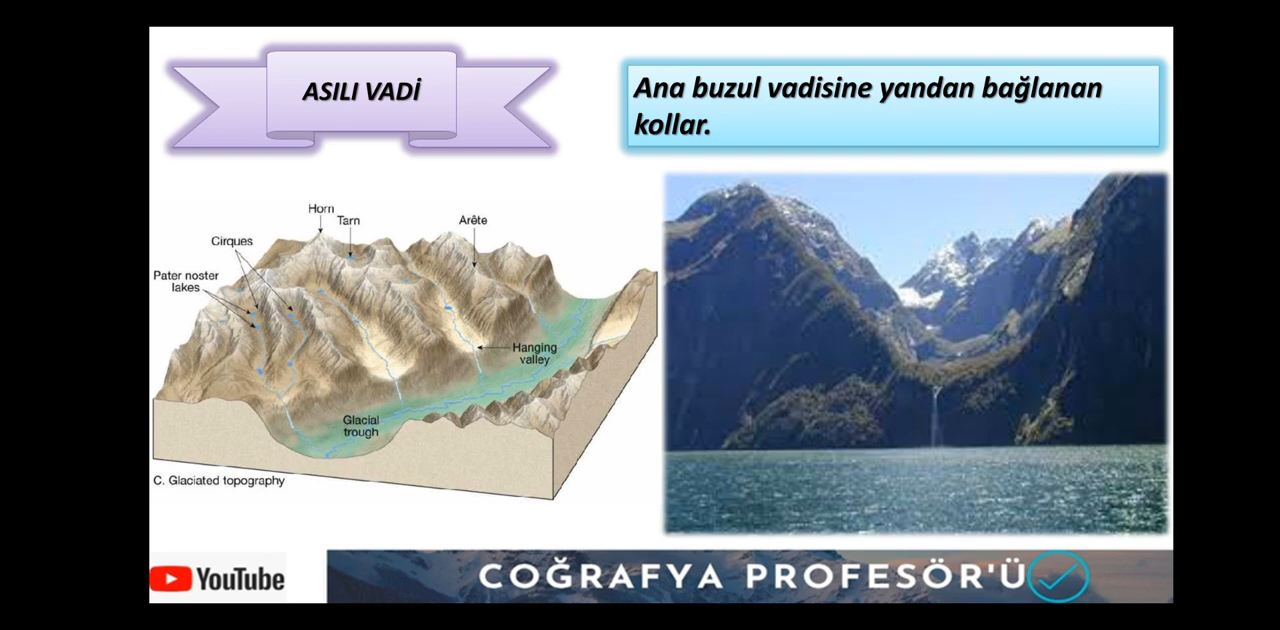 ASILI VADİ
Ana buzul vadisine yandan bağlanan
kollar.
Horn
Tarn
Arête
Cirques
Pater noster
lakes
Hanging
valley
Glacial
trough
C. Glaciated topography
YouTube
COĞRAFYA PROFESÖR'Ü